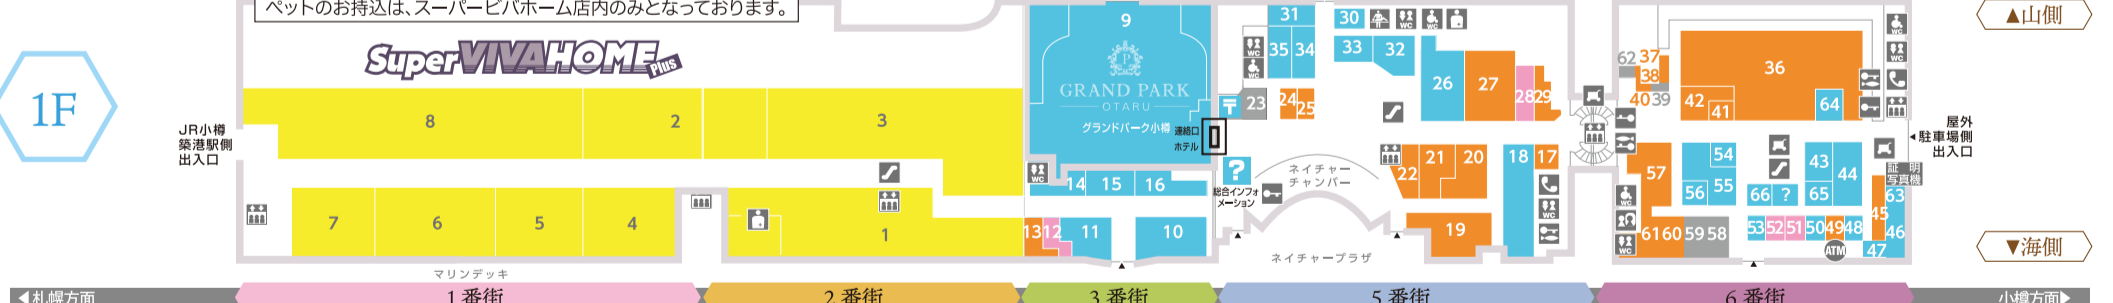 ペットのお持込は、スーパービバホーム店内のみとなっております。
▲山側
1F
Super VIVAHOME Plus
9
GRAND PARK
OTARU
グランドパーク小樽
連絡口
ホテル
JR小樽
築港駅側
出入口
8
2
3
7
6
5
4
1
マリンデッキ
WC
14
15
16
13
12
11
10
31
35
34
WC
WC
〒
23
24
25
30
WC
WC
33
32
26
27
28
29
?
総合インフォ
メーション
ネイチャー
チャンバー
22
21
20
18
17
19
WC
ネイチャープラザ
62
37
38
40
39
36
42
41
64
WC
WC
屋外
駐車場側
出入口
証明
写真機
57
54
56
55
43
44
65
66
?
63
45
46
47
WC
WC
61
60
59
58
53
52
51
50
49
48
ATM
▼海側
◀札幌方面
1番街
2番街
3番街
5番街
6番街
小樽方面▶